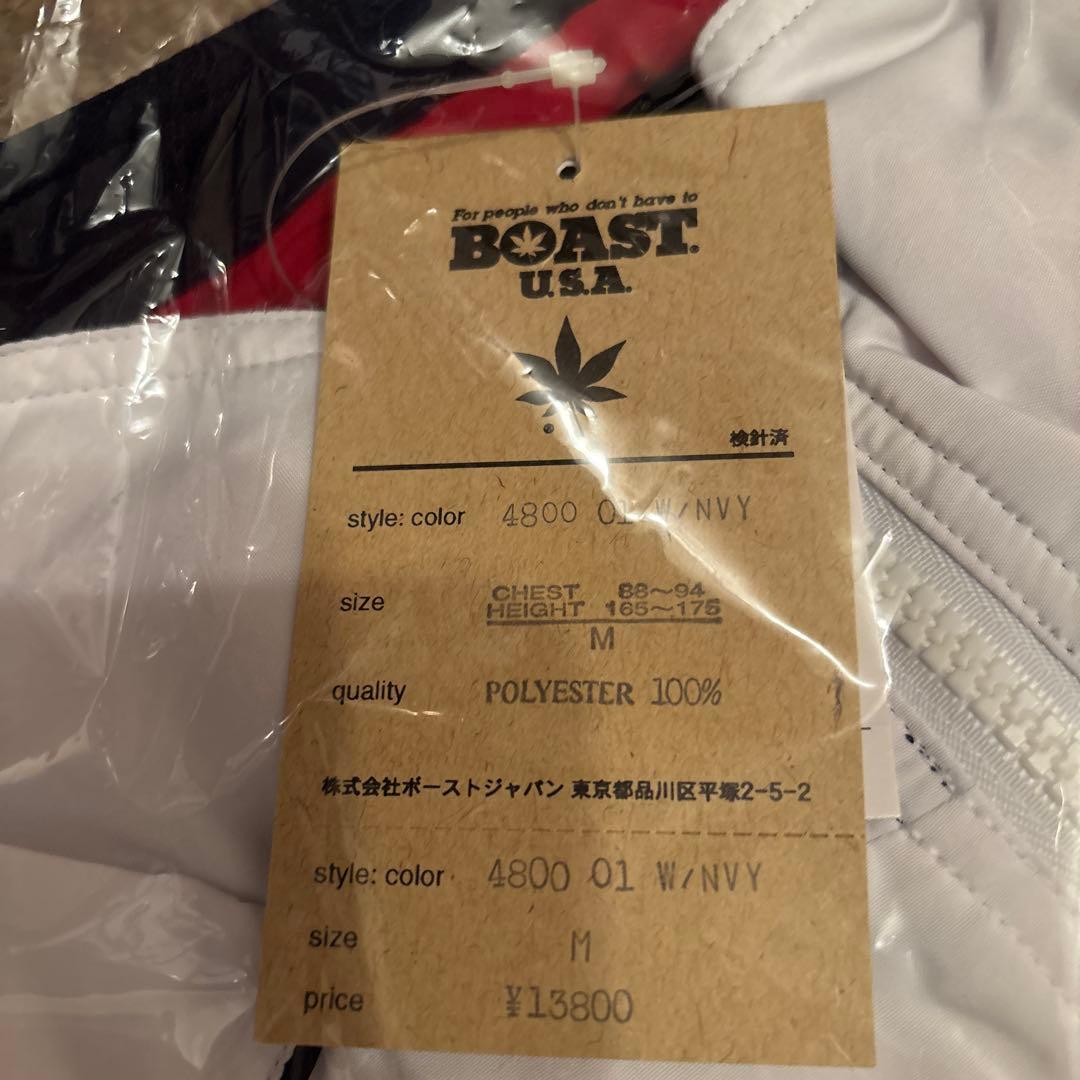 For people who don't have to
BOAST.
U.S.A.
検針済
style: color 4800 01 W/NVY
size CHEST 88~94
HEIGHT 165~175
M
quality POLYESTER 100%
株式会社ボーストジャパン 東京都品川区平塚2-5-2
style: color 4800 01 W/NVY
size M
price ¥13800